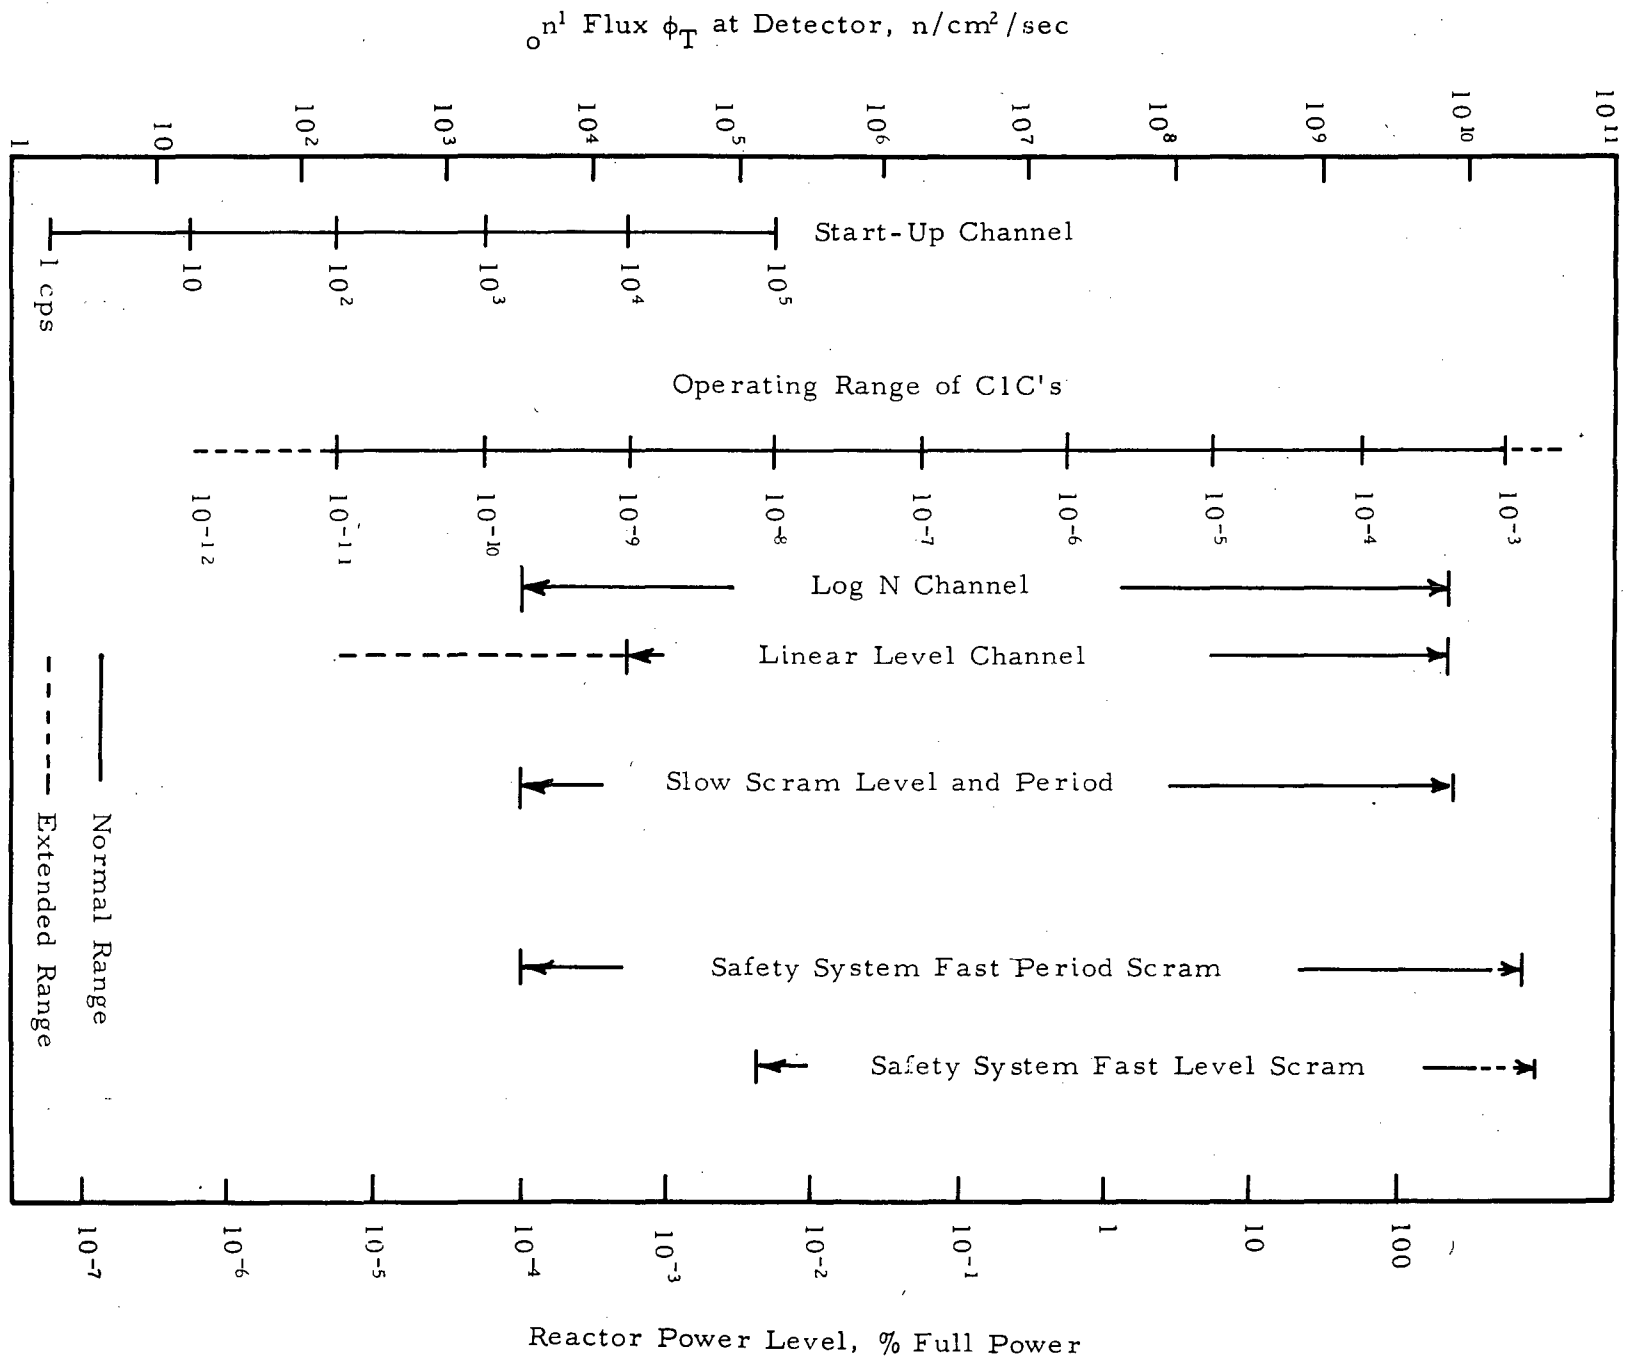 ₀n¹ Flux ϕ_T at Detector, n/cm²/sec
1 10 10² 10³ 10⁴ 10⁵ 10⁶ 10⁷ 10⁸ 10⁹ 10¹⁰ 10¹¹
Start-Up Channel
1 cps 10 10² 10³ 10⁴ 10⁵
Operating Range of C1C's
10⁻¹² 10⁻¹¹ 10⁻¹⁰ 10⁻⁹ 10⁻⁸ 10⁻⁷ 10⁻⁶ 10⁻⁵ 10⁻⁴ 10⁻³
Log N Channel
Linear Level Channel
Slow Scram Level and Period
Safety System Fast Period Scram
Safety System Fast Level Scram
Normal Range
Extended Range
10⁻⁷ 10⁻⁶ 10⁻⁵ 10⁻⁴ 10⁻³ 10⁻² 10⁻¹ 1 10 100
Reactor Power Level, % Full Power